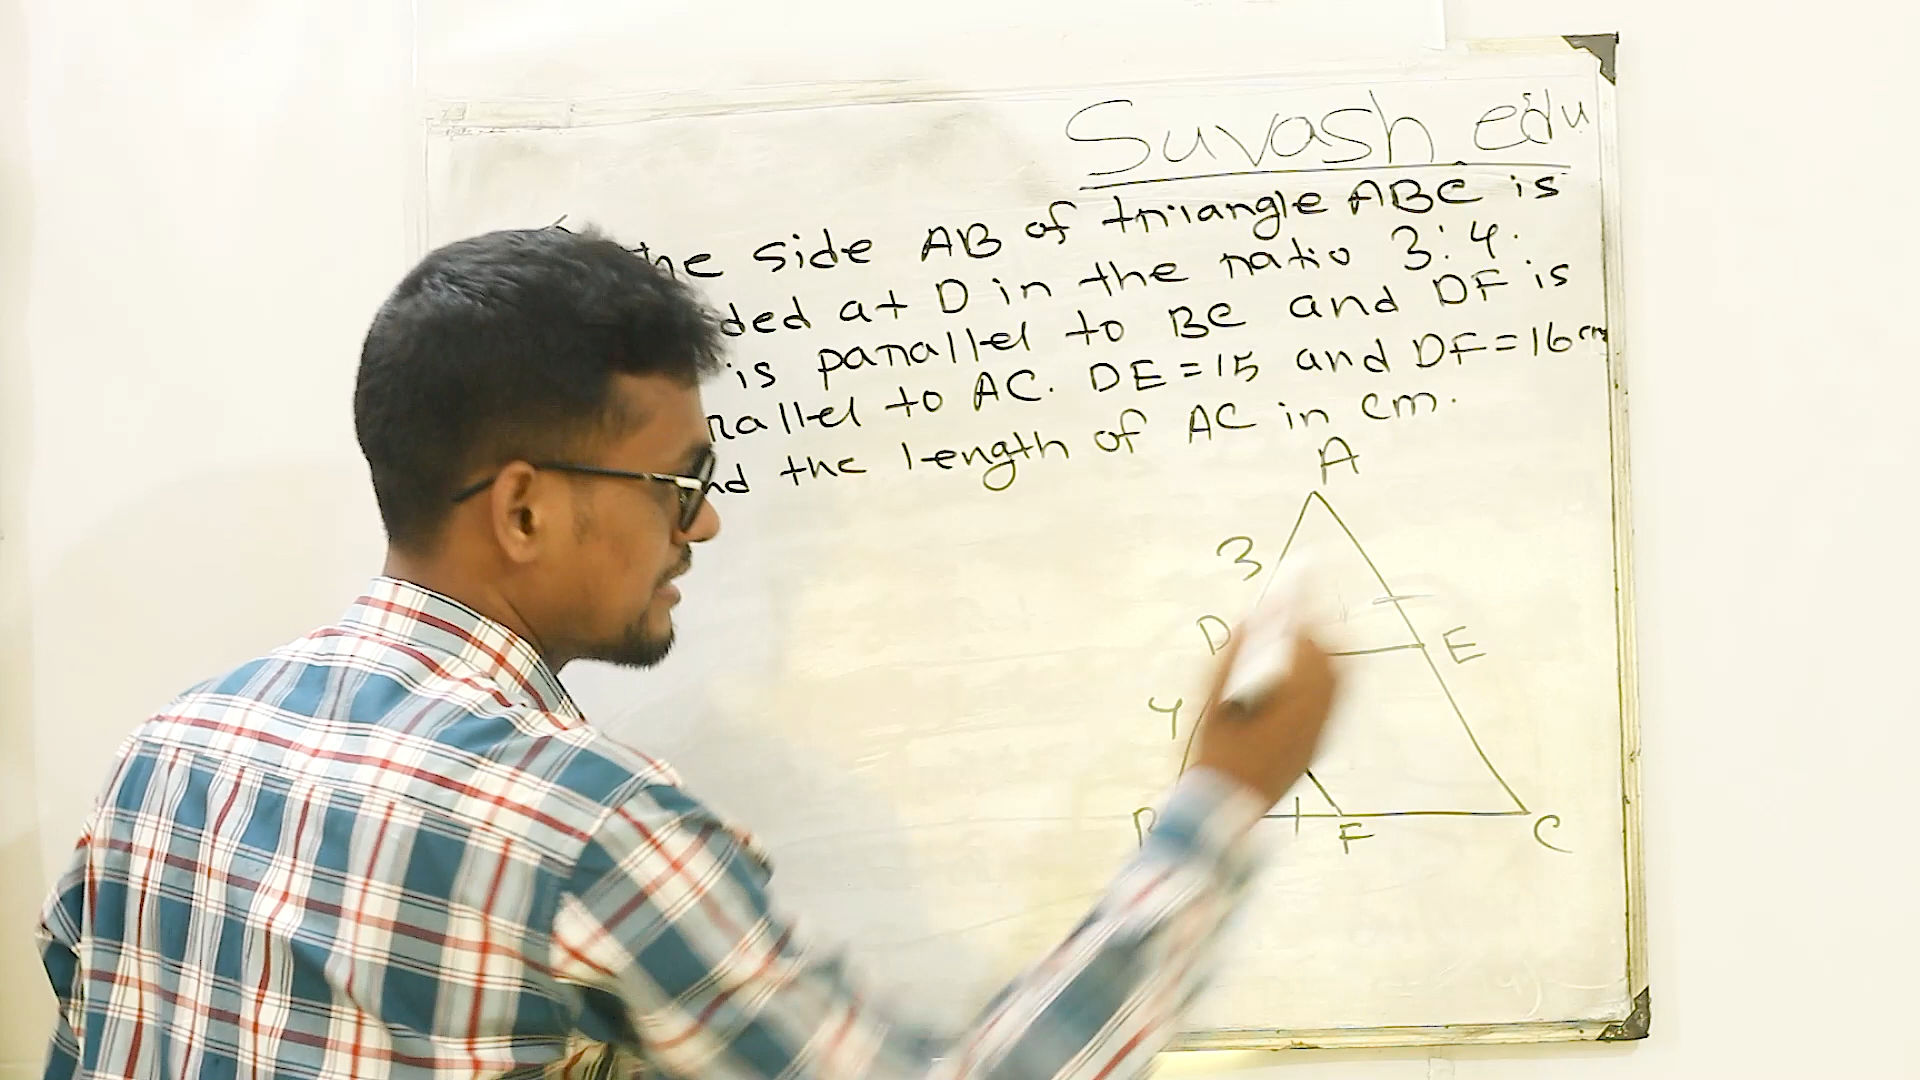 Suvash edu
the side AB of triangle ABC is
ded at D in the ratio 3:4.
is parallel to BC and DF is
rallel to AC. DE=15 and DF=16cm
nd the length of AC in cm.
A
3
D
E
4
B
F
C